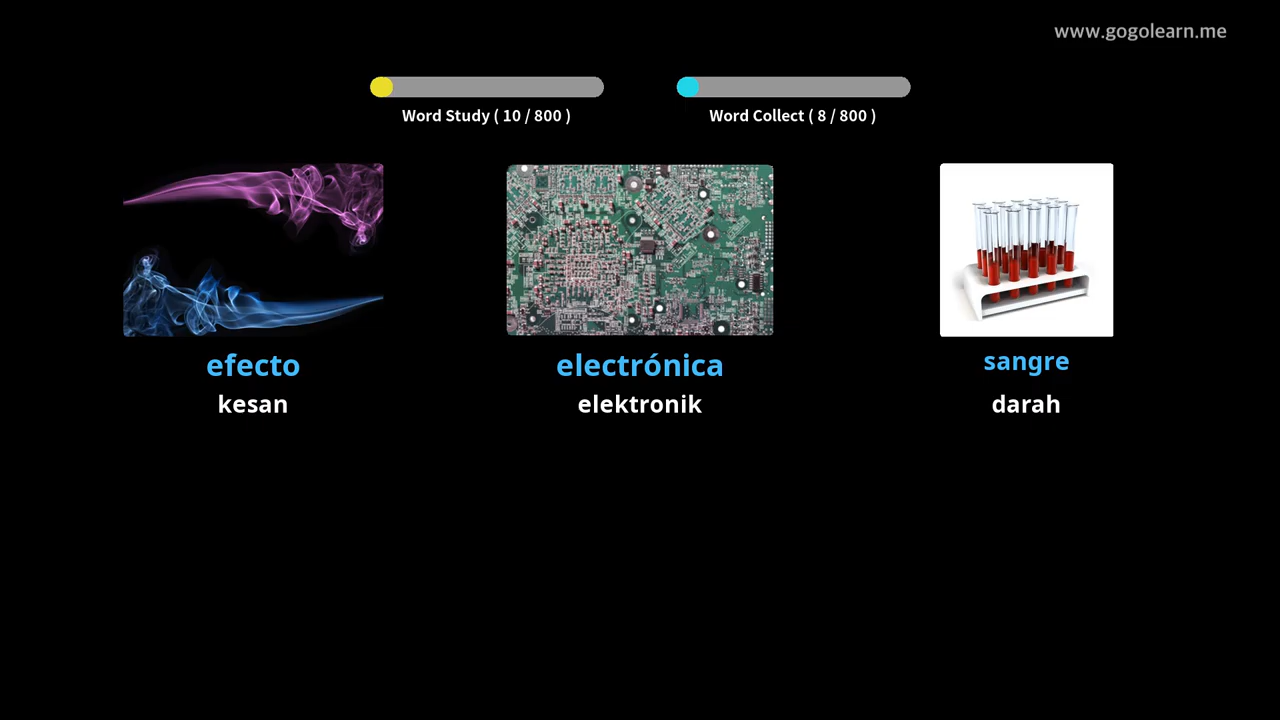 www.gogolearn.me
Word Study ( 10 / 800 )
Word Collect ( 8 / 800 )
efecto
kesan
electrónica
elektronik
sangre
darah